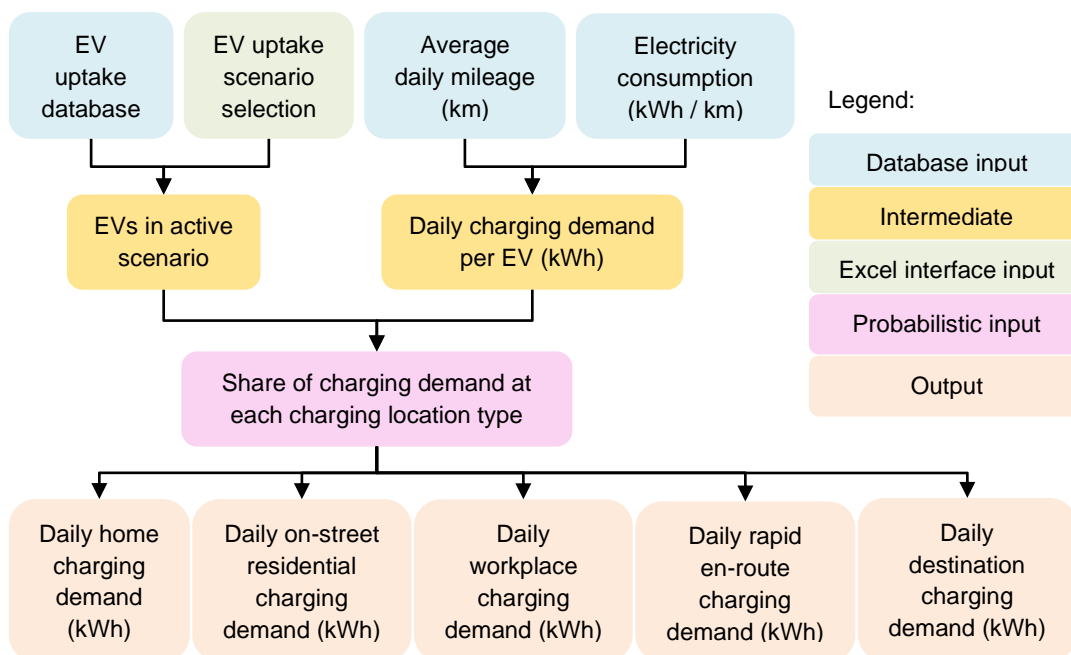 EV
uptake
database
EV uptake
scenario
selection
Average
daily mileage
(km)
Electricity
consumption
(kWh / km)
Legend:
Database input
Intermediate
Excel interface input
Probabilistic input
Output
EVs in active
scenario
Daily charging demand
per EV (kWh)
Share of charging demand at
each charging location type
Daily home
charging
demand
(kWh)
Daily on-street
residential
charging
demand (kWh)
Daily
workplace
charging
demand (kWh)
Daily rapid
en-route
charging
demand (kWh)
Daily
destination
charging
demand (kWh)